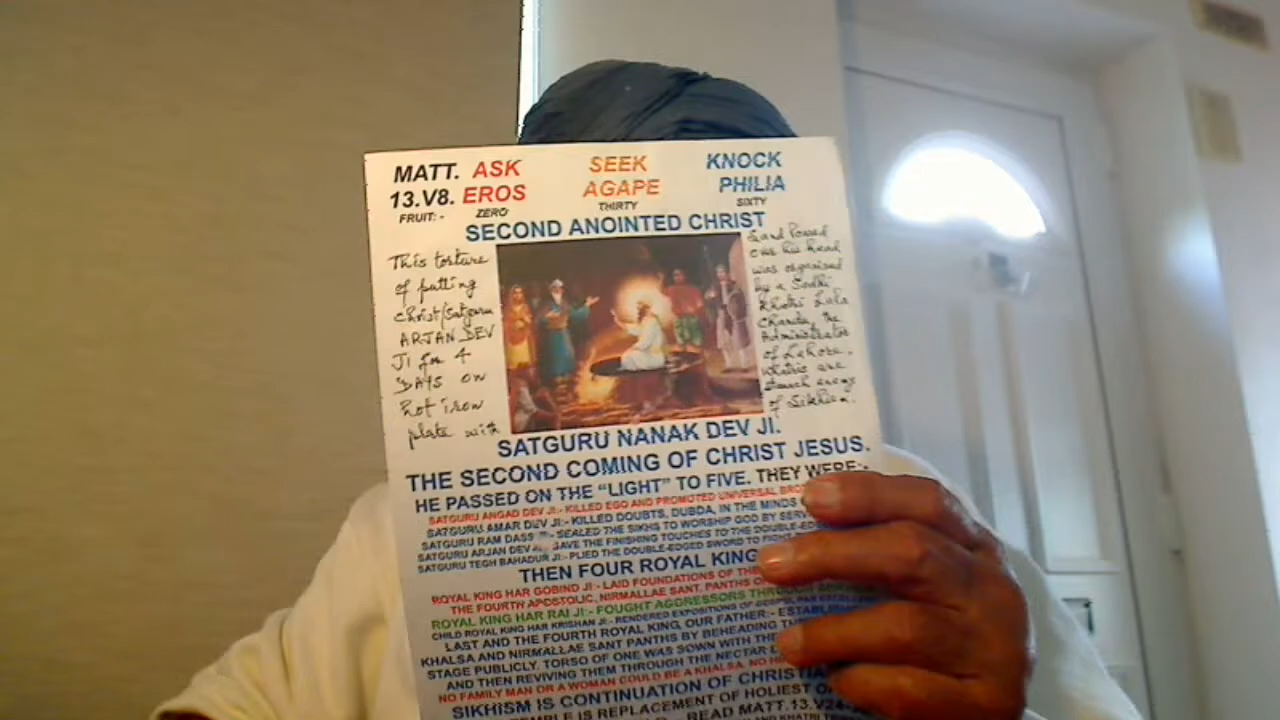 MATT. ASK SEEK KNOCK
13.V8. EROS AGAPE PHILIA
FRUIT:- ZERO THIRTY SIXTY
SECOND ANOINTED CHRIST
This torture
of putting
Christ/Satguru
ARJAN DEV
JI for 4
DAYS on
hot iron
plate with
Sand Poured
over his head
was organised
by a Sodhi
Khatri
Chandu, the
Administrator
of Lahore.
Khatris are
staunch enemy
of Sikhism.
SATGURU NANAK DEV JI.
THE SECOND COMING OF CHRIST JESUS.
HE PASSED ON THE "LIGHT" TO FIVE. THEY WERE:-
SATGURU ANGAD DEV JI:- KILLED EGO AND PROMOTED UNIVERSAL
SATGURU AMAR DEV JI:- KILLED DOUBTS, DUBDA, IN THE MINDS
SATGURU RAM DASS SEALED THE SIKHS TO WORSHIP GOD BY
SATGURU ARJAN DEV GAVE THE FINISHING TOUCHES TO THE
SATGURU TEGH BAHADUR JI:- PLIED THE DOUBLE-EDGED SWORD TO
THEN FOUR ROYAL KING
ROYAL KING HAR GOBIND JI:- LAID FOUNDATIONS OF THE
THE FOURTH APOSTOLIC, NIRMALLAE SANT, PANTHS
ROYAL KING HAR RAI JI:- FOUGHT AGGRESSORS THROUGH
CHILD ROYAL KING HAR KRISHAN JI:- RENDERED EXPOSITIONS OF
LAST AND THE FOURTH ROYAL KING, OUR FATHER:-
KHALSA AND NIRMALLAE SANT PANTHS BY BEHEADING
STAGE PUBLICLY. TORSO OF ONE WAS SOWN WITH THE
AND THEN REVIVING THEM THROUGH THE NECTAR
NO FAMILY MAN OR A WOMAN COULD BE A KHALSA, NO
SIKHISM IS CONTINUATION OF
TEMPLE IS REPLACEMENT OF HOLIEST
READ MATT.13.V24